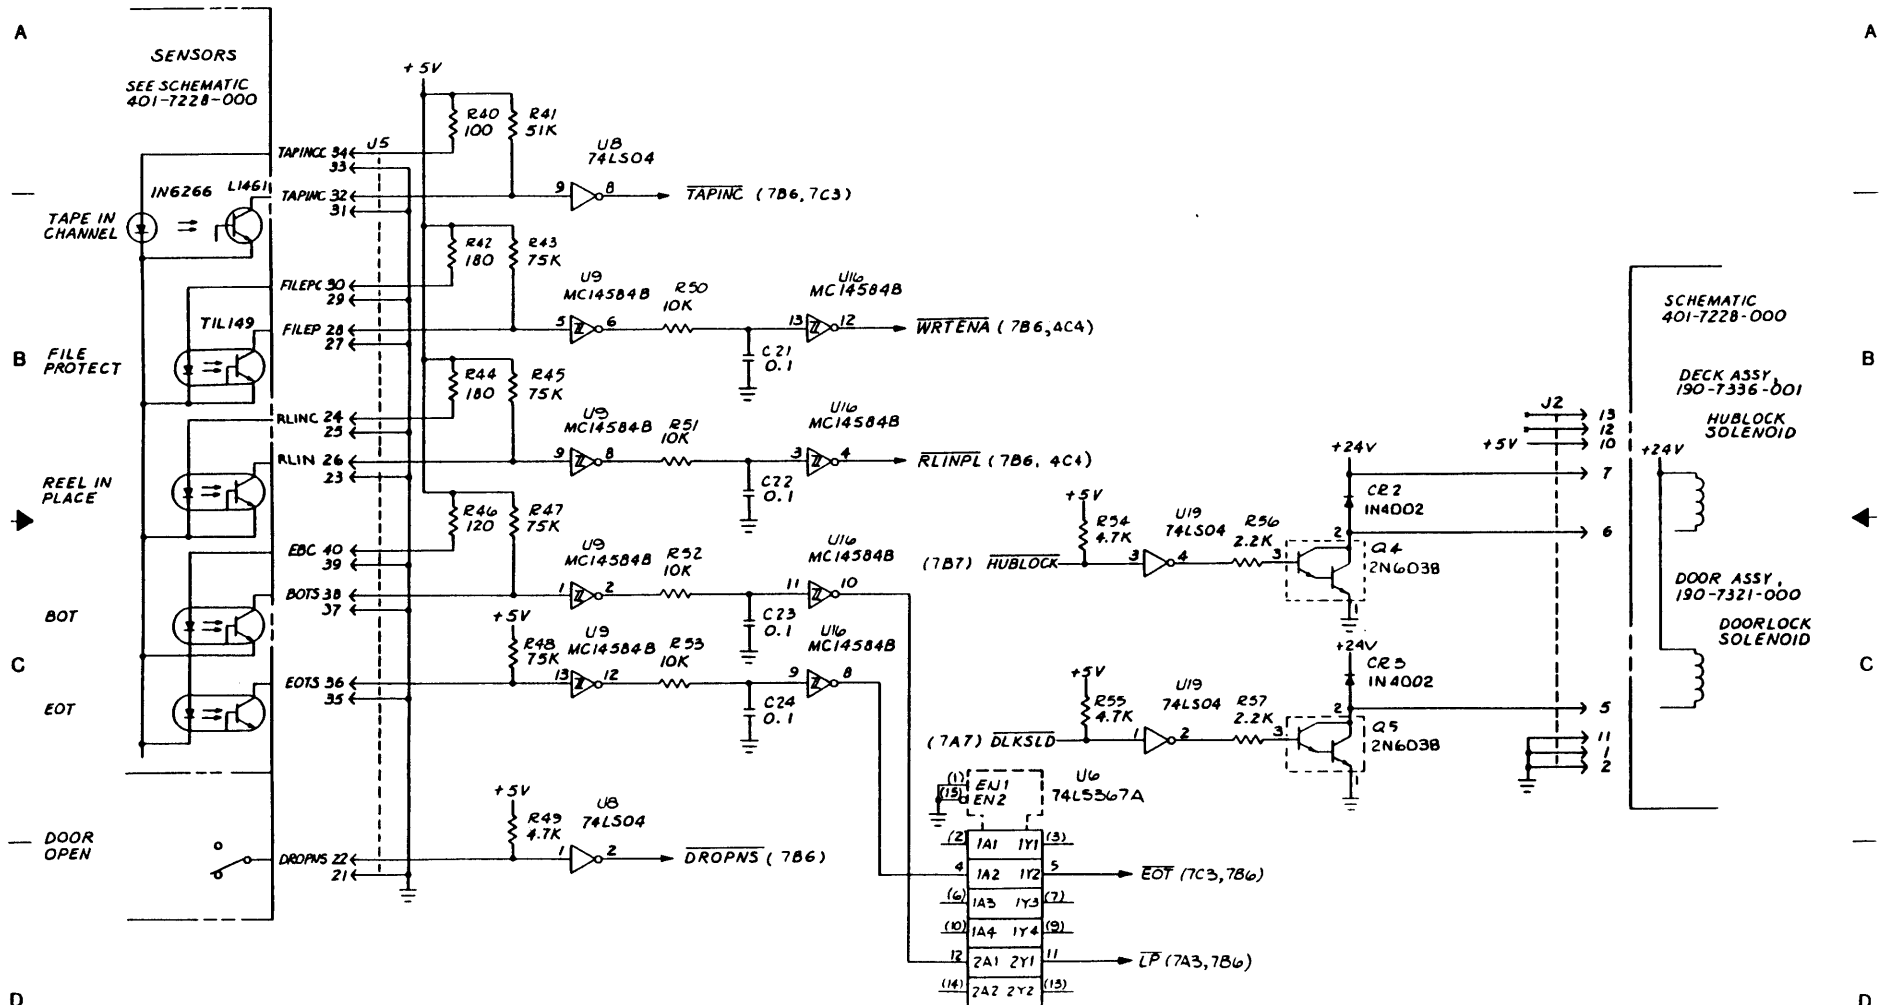 A
A
SENSORS
SEE SCHEMATIC
401-7228-000
+5V
R40
100
R41
51K
J5
U8
74LS04
TAPINCC 34
33
1N6266 L14G1
TAPINC 32
31
9 8
TAPINC (7B6, 7C3)
TAPE IN
CHANNEL
R42
180
R43
75K
FILEPC 30
29
U9
MC14584B
R50
10K
U16
MC14584B
TIL149
FILEP 28
27
5 6
13 12
WRTENA (7B6, 4C4)
C21
0.1
B
FILE
PROTECT
B
SCHEMATIC
401-7228-000
DECK ASSY,
190-7336-001
HUBLOCK
SOLENOID
R44
180
R45
75K
RLINC 24
25
U9
MC14584B
R51
10K
U16
MC14584B
RLIN 26
23
9 8
3 4
RLINPL (7B6, 4C4)
C22
0.1
REEL IN
PLACE
J2
13
12
+5V 10
+24V
+24V
7
CR2
1N4002
6
R46
120
R47
75K
EBC 40
39
U9
MC14584B
R52
10K
U16
MC14584B
+5V
R54
4.7K
U19
74LS04
R56
2.2K
(7B7) HUBLOCK
3 4
3
2
1
Q4
2N6038
BOTS 38
37
1 2
11 10
C23
0.1
BOT
DOOR ASSY,
190-7321-000
DOORLOCK
SOLENOID
+5V
R48
75K
U9
MC14584B
R53
10K
U16
MC14584B
C
C
EOTS 36
35
13 12
9 8
C24
0.1
EOT
+24V
CR3
1N4002
5
+5V
R55
4.7K
U19
74LS04
R57
2.2K
(7A7) DLKSLD
1 2
3
2
1
Q5
2N6038
11
1
2
+5V
R49
4.7K
U8
74LS04
DOOR
OPEN
DROPNS 22
21
1 2
DROPNS (7B6)
(1) EN1
(15) EN2
U6
74LS367A
(2) 1A1 1Y1 (3)
4 1A2 1Y2 5
EOT (7C3, 7B6)
(6) 1A3 1Y3 (7)
(10) 1A4 1Y4 (9)
12 2A1 2Y1 11
LP (7A3, 7B6)
(14) 2A2 2Y2 (13)
D
D